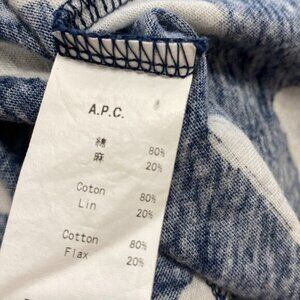 A.P.C.
綿 80%
麻 20%
Coton 80%
Lin 20%
Cotton 80%
Flax 20%